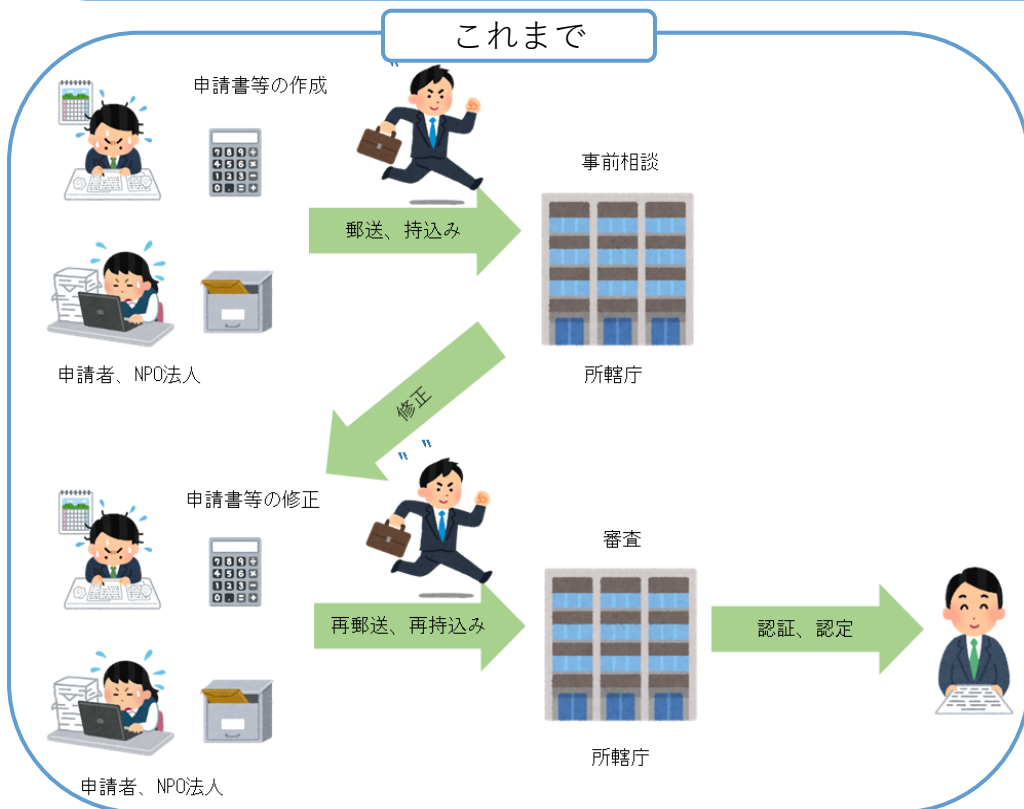 これまで
申請書等の作成
郵送、持込み
事前相談
所轄庁
申請者、NPO法人
修正
申請書等の修正
再郵送、再持込み
審査
所轄庁
認証、認定
申請者、NPO法人